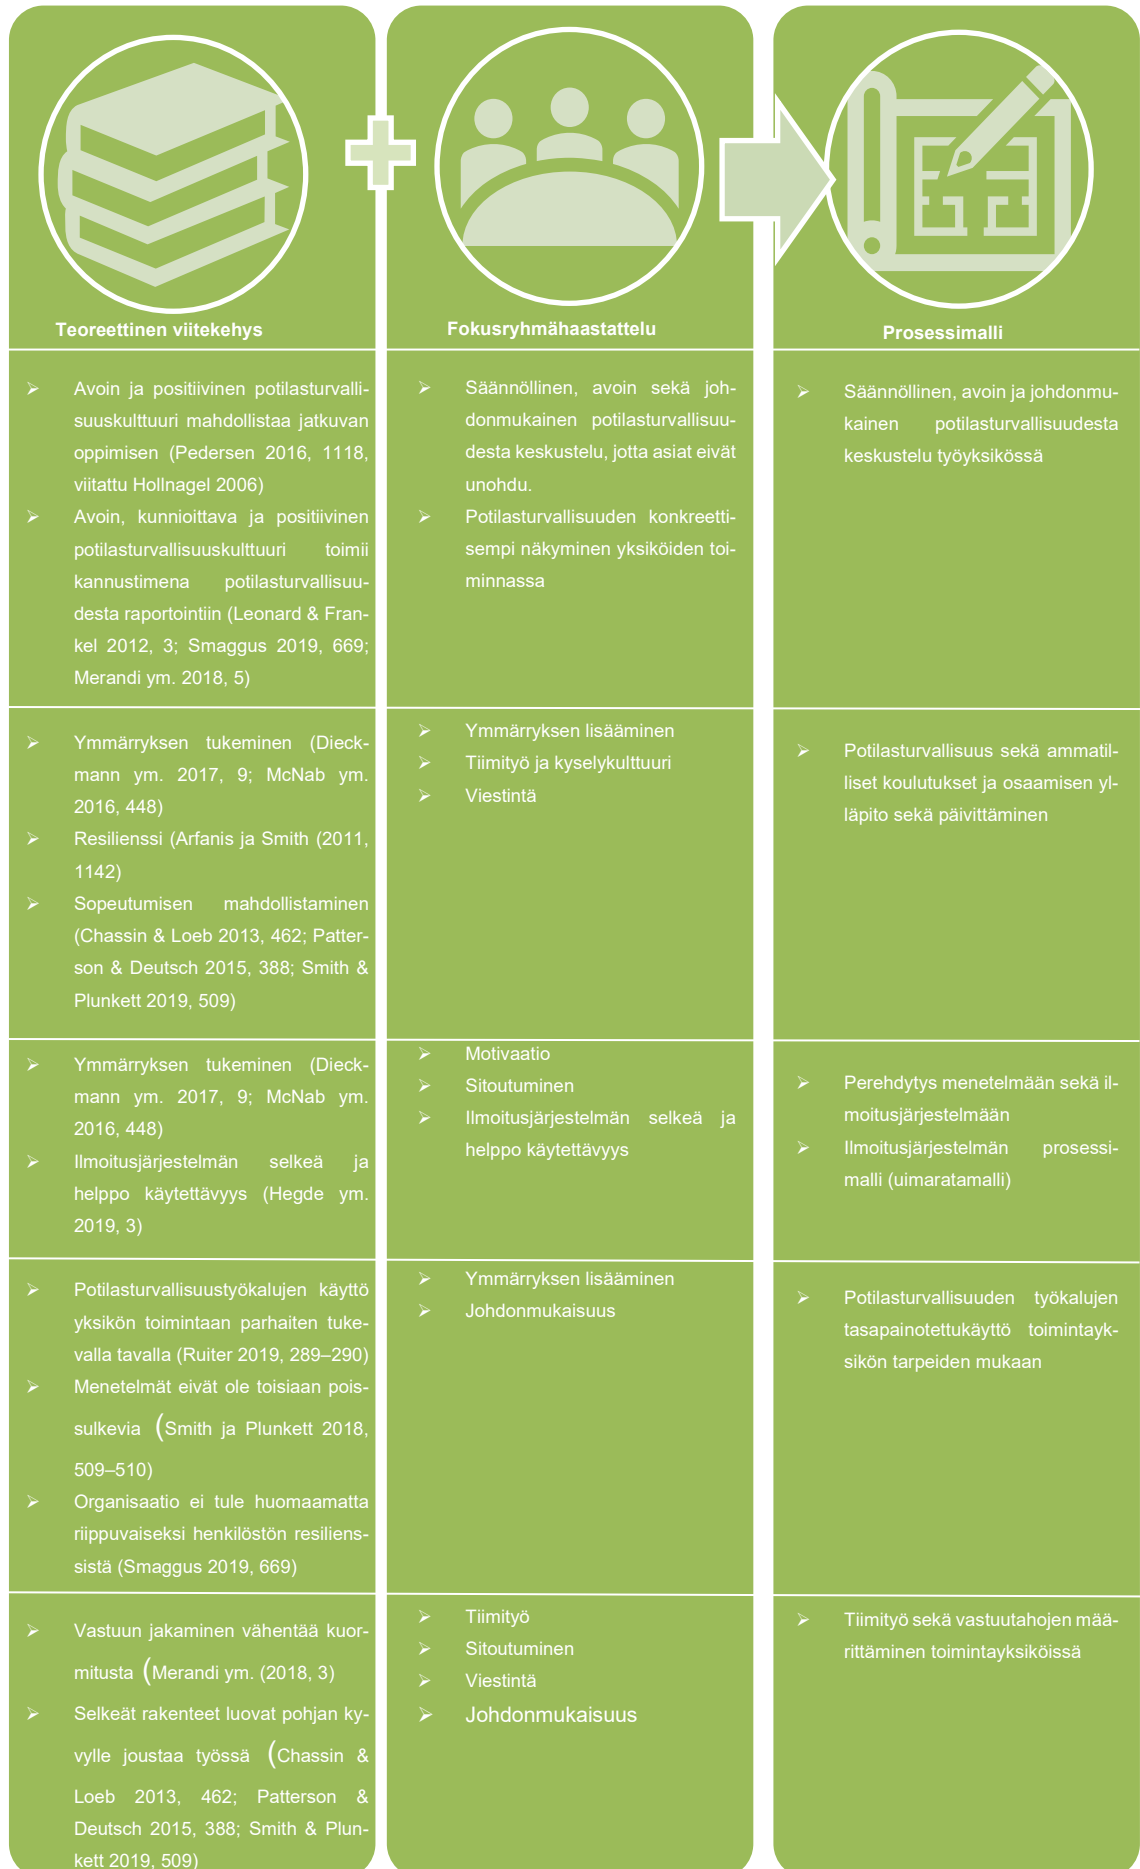 Teoreettinen viitekehys
Fokusryhmähaastattelu
Prosessimalli
➢ Avoin ja positiivinen potilasturvalli-
suuskulttuuri mahdollistaa jatkuvan
oppimisen (Pedersen 2016, 1118,
viitattu Hollnagel 2006)
➢ Avoin, kunnioittava ja positiivinen
potilasturvallisuuskulttuuri toimii
kannustimena potilasturvallisuu-
desta raportointiin (Leonard & Fran-
kel 2012, 3; Smaggus 2019, 669;
Merandi ym. 2018, 5)
➢ Säännöllinen, avoin sekä joh-
donmukainen potilasturvallisuu-
desta keskustelu, jotta asiat eivät
unohdu.
➢ Potilasturvallisuuden konkreetti-
sempi näkyminen yksiköiden toi-
minnassa
➢ Säännöllinen, avoin ja johdonmu-
kainen potilasturvallisuudesta
keskustelu työyksikössä
➢ Ymmärryksen tukeminen (Dieck-
mann ym. 2017, 9; McNab ym.
2016, 448)
➢ Resilienssi (Arfanis ja Smith (2011,
1142)
➢ Sopeutumisen mahdollistaminen
(Chassin & Loeb 2013, 462; Patter-
son & Deutsch 2015, 388; Smith &
Plunkett 2019, 509)
➢ Ymmärryksen lisääminen
➢ Tiimityö ja kyselykulttuuri
➢ Viestintä
➢ Potilasturvallisuus sekä ammatil-
liset koulutukset ja osaamisen yl-
läpito sekä päivittäminen
➢ Ymmärryksen tukeminen (Dieck-
mann ym. 2017, 9; McNab ym.
2016, 448)
➢ Ilmoitusjärjestelmän selkeä ja
helppo käytettävyys (Hegde ym.
2019, 3)
➢ Motivaatio
➢ Sitoutuminen
➢ Ilmoitusjärjestelmän selkeä ja
helppo käytettävyys
➢ Perehdytys menetelmään sekä il-
moitusjärjestelmään
➢ Ilmoitusjärjestelmän prosessi-
malli (uimaratamalli)
➢ Potilasturvallisuustyökalujen käyttö
yksikön toimintaan parhaiten tuke-
valla tavalla (Ruiter 2019, 289–290)
➢ Menetelmät eivät ole toisiaan pois-
sulkevia (Smith ja Plunkett 2018,
509–510)
➢ Organisaatio ei tule huomaamatta
riippuvaiseksi henkilöstön resiliens-
sistä (Smaggus 2019, 669)
➢ Ymmärryksen lisääminen
➢ Johdonmukaisuus
➢ Potilasturvallisuuden työkalujen
tasapainotettukäyttö toimintayk-
sikön tarpeiden mukaan
➢ Vastuun jakaminen vähentää kuor-
mitusta (Merandi ym. (2018, 3)
➢ Selkeät rakenteet luovat pohjan ky-
vylle joustaa työssä (Chassin &
Loeb 2013, 462; Patterson &
Deutsch 2015, 388; Smith & Plun-
kett 2019, 509)
➢ Tiimityö
➢ Sitoutuminen
➢ Viestintä
➢ Johdonmukaisuus
➢ Tiimityö sekä vastuutahojen mää-
rittäminen toimintayksiköissä